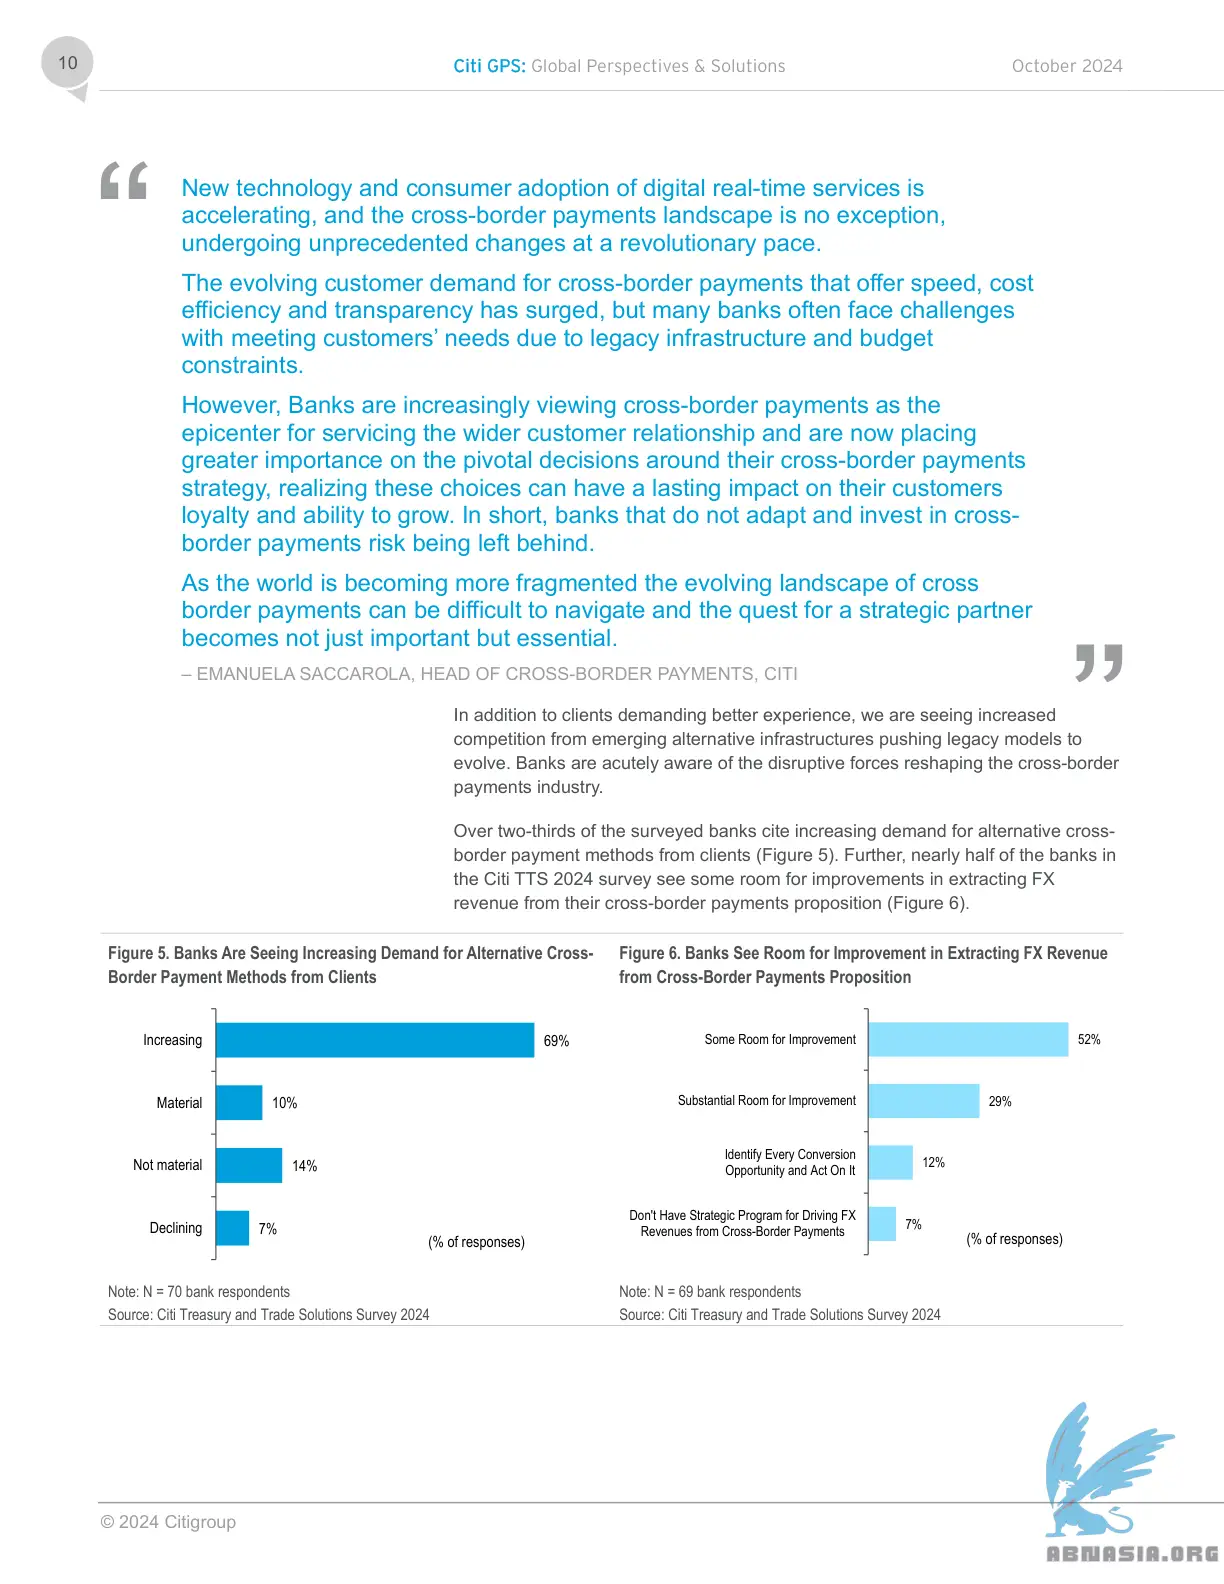 10
Citi GPS: Global Perspectives & Solutions
October 2024
“
New technology and consumer adoption of digital real-time services is
accelerating, and the cross-border payments landscape is no exception,
undergoing unprecedented changes at a revolutionary pace.
The evolving customer demand for cross-border payments that offer speed, cost
efficiency and transparency has surged, but many banks often face challenges
with meeting customers’ needs due to legacy infrastructure and budget
constraints.
However, Banks are increasingly viewing cross-border payments as the
epicenter for servicing the wider customer relationship and are now placing
greater importance on the pivotal decisions around their cross-border payments
strategy, realizing these choices can have a lasting impact on their customers
loyalty and ability to grow. In short, banks that do not adapt and invest in cross-
border payments risk being left behind.
As the world is becoming more fragmented the evolving landscape of cross
border payments can be difficult to navigate and the quest for a strategic partner
becomes not just important but essential.
”
– EMANUELA SACCAROLA, HEAD OF CROSS-BORDER PAYMENTS, CITI
In addition to clients demanding better experience, we are seeing increased
competition from emerging alternative infrastructures pushing legacy models to
evolve. Banks are acutely aware of the disruptive forces reshaping the cross-border
payments industry.
Over two-thirds of the surveyed banks cite increasing demand for alternative cross-
border payment methods from clients (Figure 5). Further, nearly half of the banks in
the Citi TTS 2024 survey see some room for improvements in extracting FX
revenue from their cross-border payments proposition (Figure 6).
Figure 5. Banks Are Seeing Increasing Demand for Alternative Cross-
Border Payment Methods from Clients
Increasing
69%
Material
10%
Not material
14%
Declining
7%
(% of responses)
Note: N = 70 bank respondents
Source: Citi Treasury and Trade Solutions Survey 2024
Figure 6. Banks See Room for Improvement in Extracting FX Revenue
from Cross-Border Payments Proposition
Some Room for Improvement
52%
Substantial Room for Improvement
29%
Identify Every Conversion
Opportunity and Act On It
12%
Don't Have Strategic Program for Driving FX
Revenues from Cross-Border Payments
7%
(% of responses)
Note: N = 69 bank respondents
Source: Citi Treasury and Trade Solutions Survey 2024
© 2024 Citigroup
ABNASIA.ORG